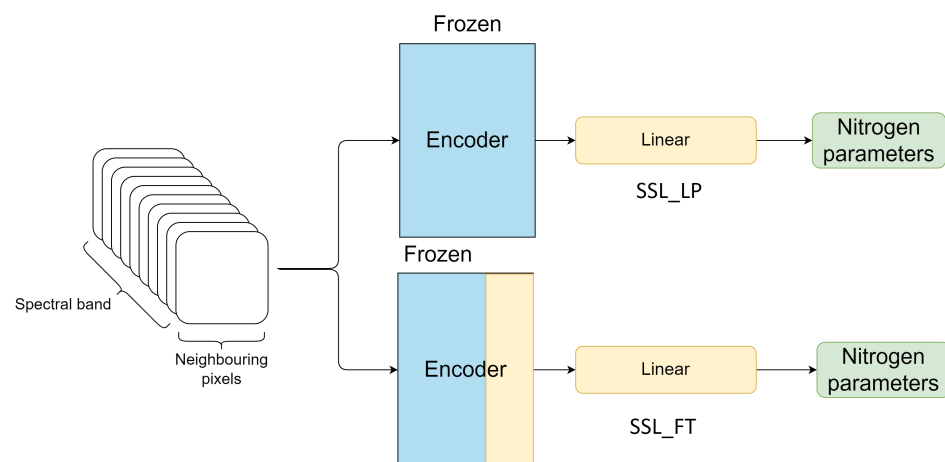 Frozen
Encoder
Linear
Nitrogen
parameters
SSL_LP
Spectral band
Neighbouring
pixels
Frozen
Encoder
Linear
Nitrogen
parameters
SSL_FT